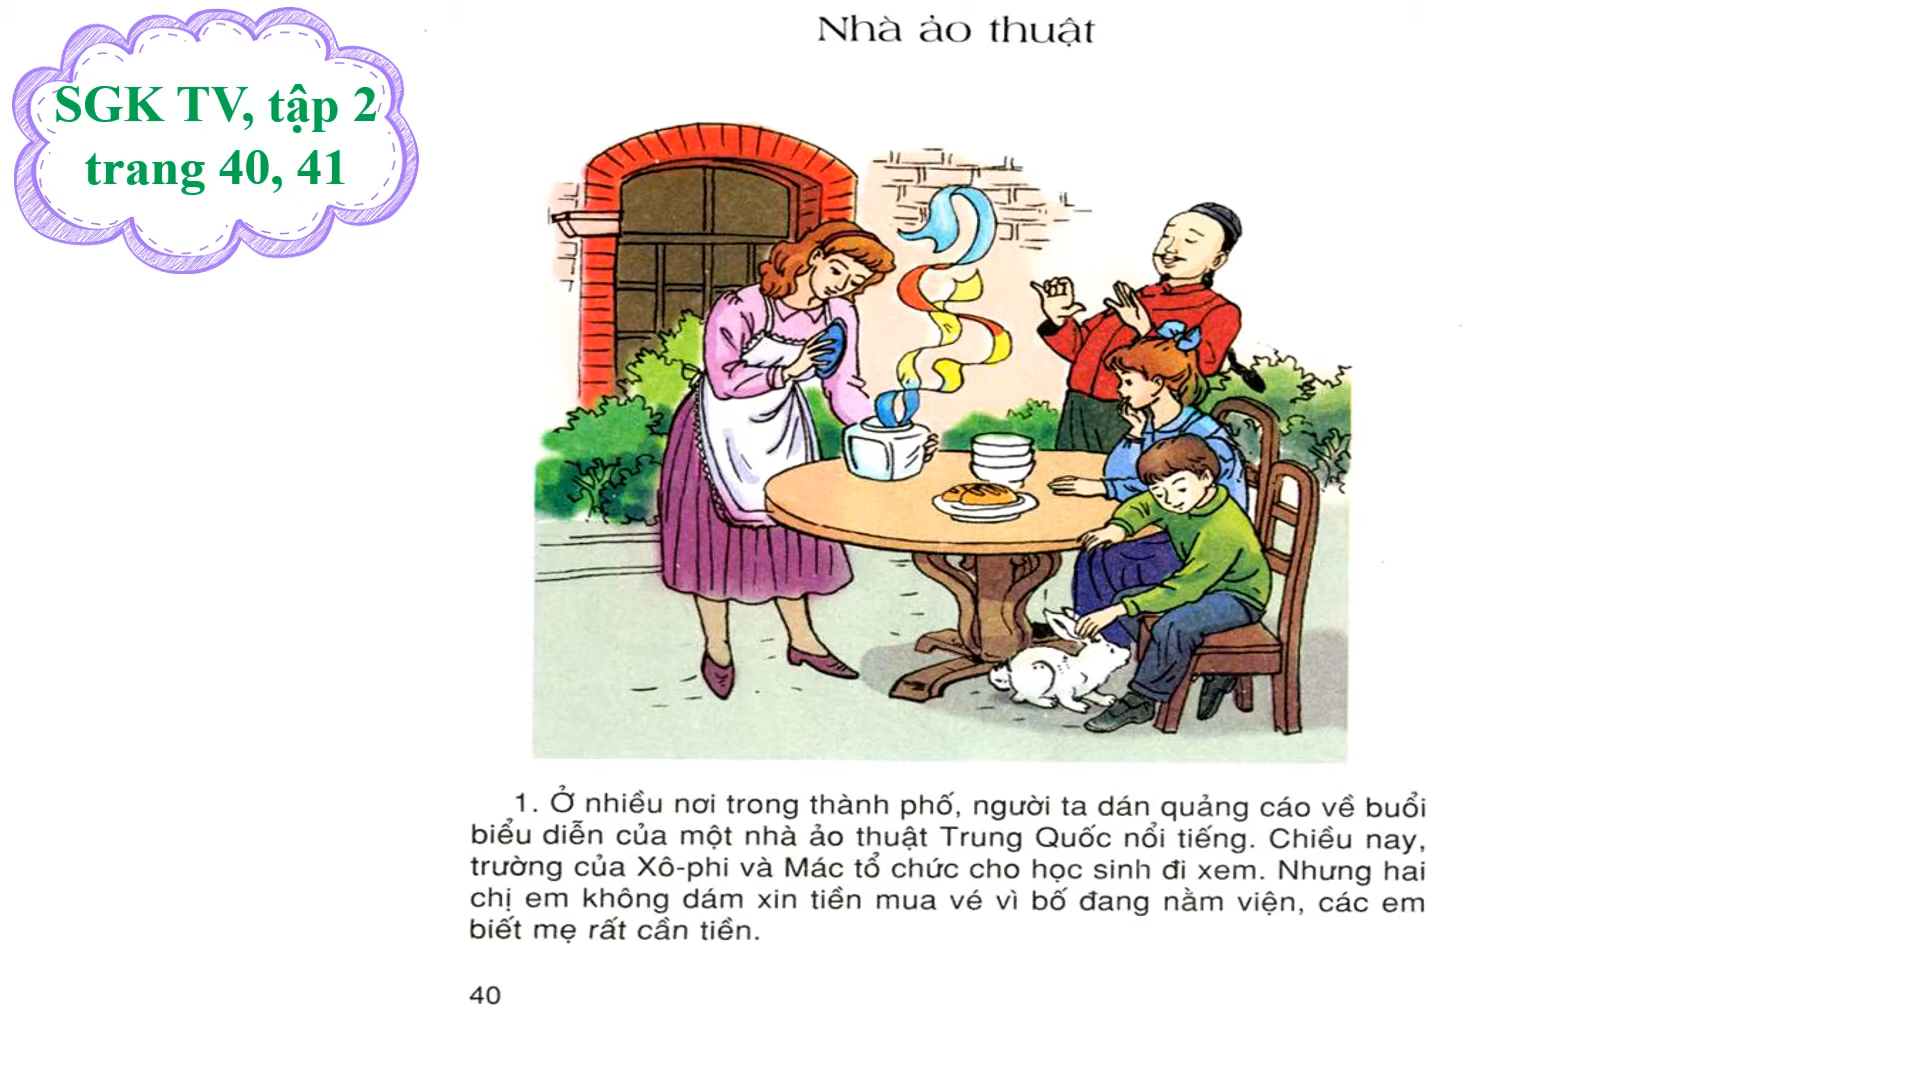 Nhà ảo thuật
SGK TV, tập 2
trang 40, 41
1. Ở nhiều nơi trong thành phố, người ta dán quảng cáo về buổi
biểu diễn của một nhà ảo thuật Trung Quốc nổi tiếng. Chiều nay,
trường của Xô-phi và Mác tổ chức cho học sinh đi xem. Nhưng hai
chị em không dám xin tiền mua vé vì bố đang nằm viện, các em
biết mẹ rất cần tiền.
40